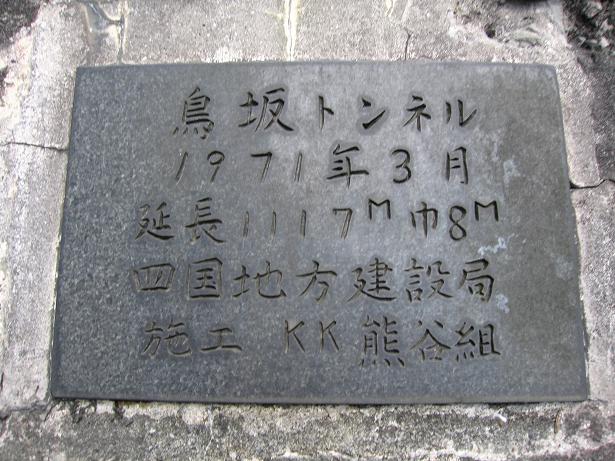 鳥坂トンネル
1971年3月
延長1117M巾8M
四国地方建設局
施工 KK熊谷組